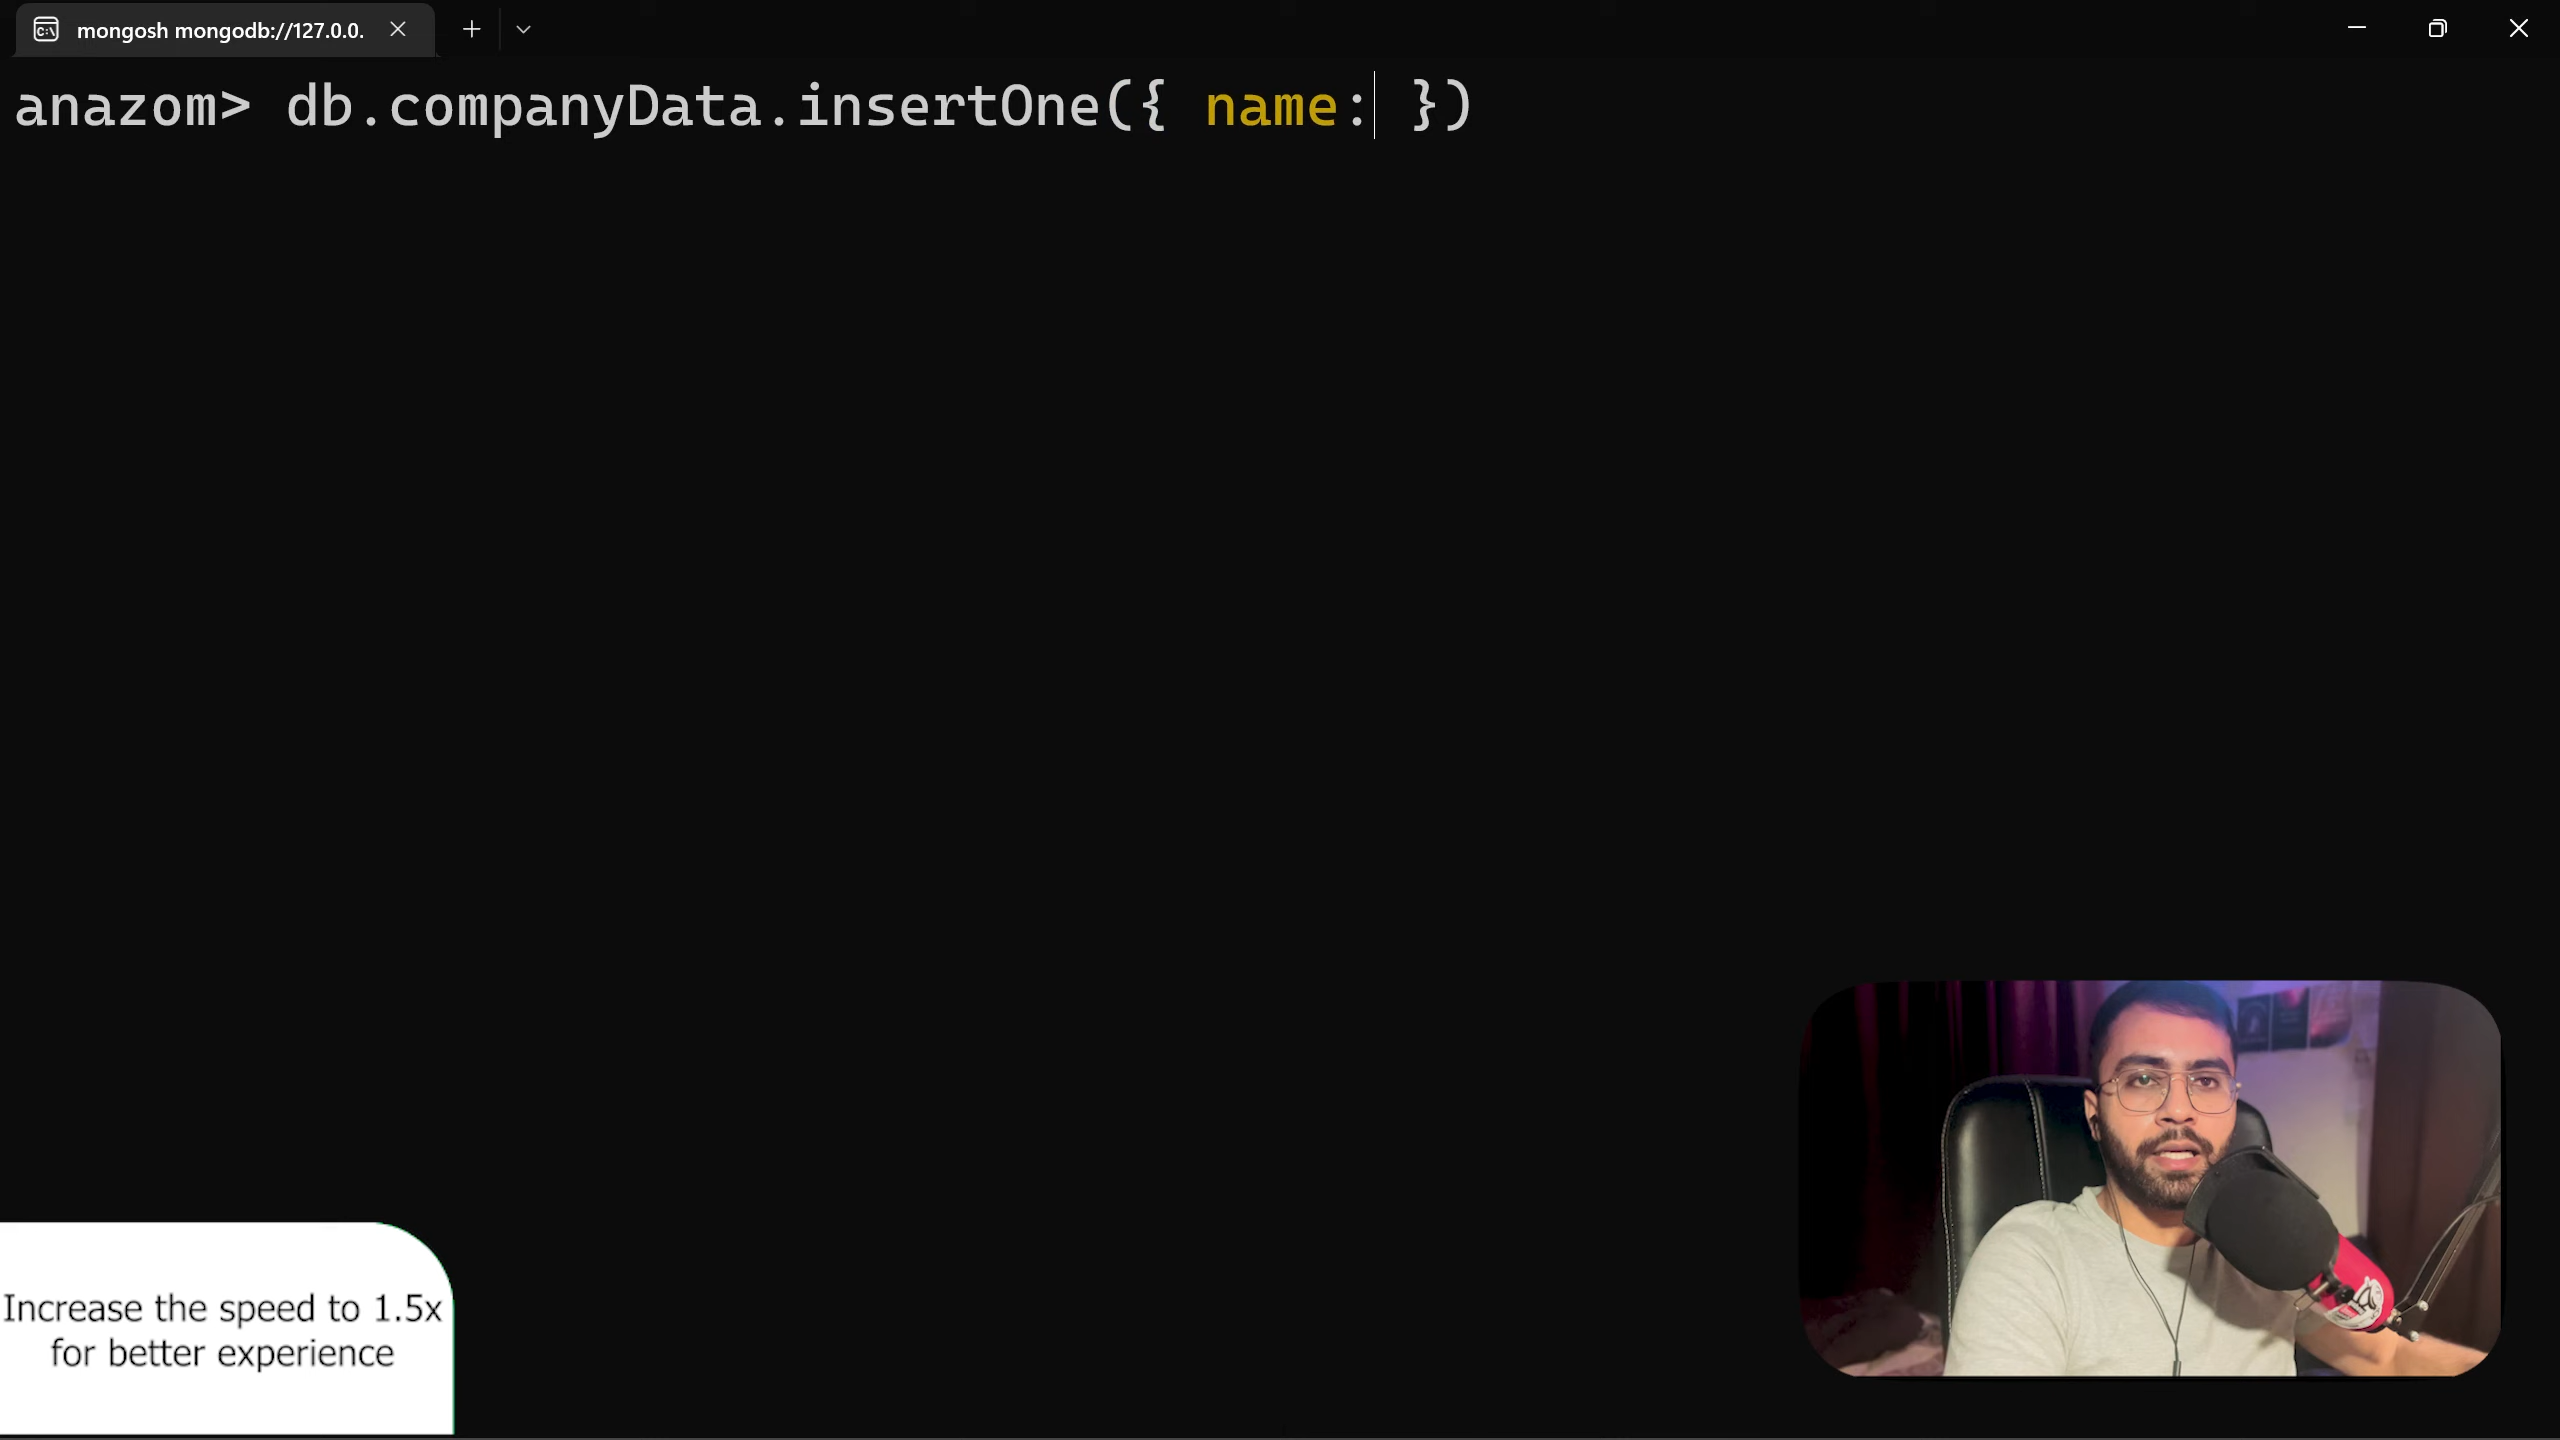 mongosh mongodb://127.0.0.
anazom> db.companyData.insertOne({ name: })
Increase the speed to 1.5x
for better experience